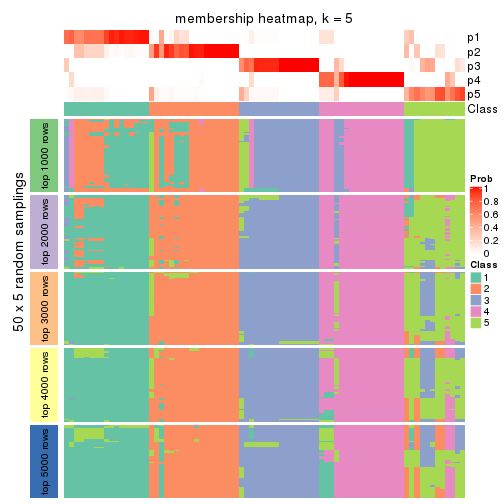 membership heatmap, k = 5
p1
p2
p3
p4
p5
Class
50 x 5 random samplings
top 1000 rows
top 2000 rows
top 3000 rows
top 4000 rows
top 5000 rows
Prob
1
0.8
0.6
0.4
0.2
0
Class
1
2
3
4
5